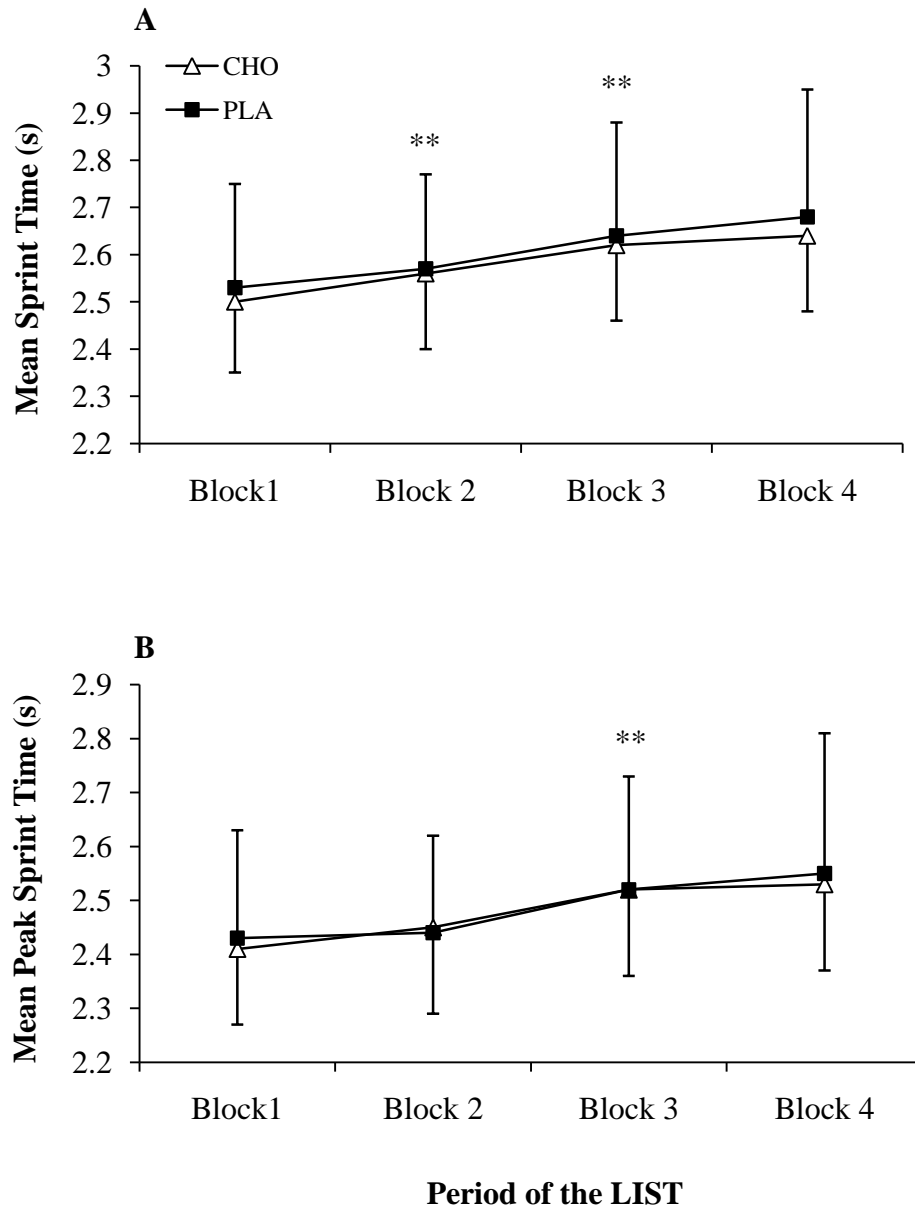 A
CHO
PLA
**
**
Mean Sprint Time (s)
3
2.9
2.8
2.7
2.6
2.5
2.4
2.3
2.2
Block1 Block 2 Block 3 Block 4
B
**
Mean Peak Sprint Time (s)
2.9
2.8
2.7
2.6
2.5
2.4
2.3
2.2
Block1 Block 2 Block 3 Block 4
Period of the LIST